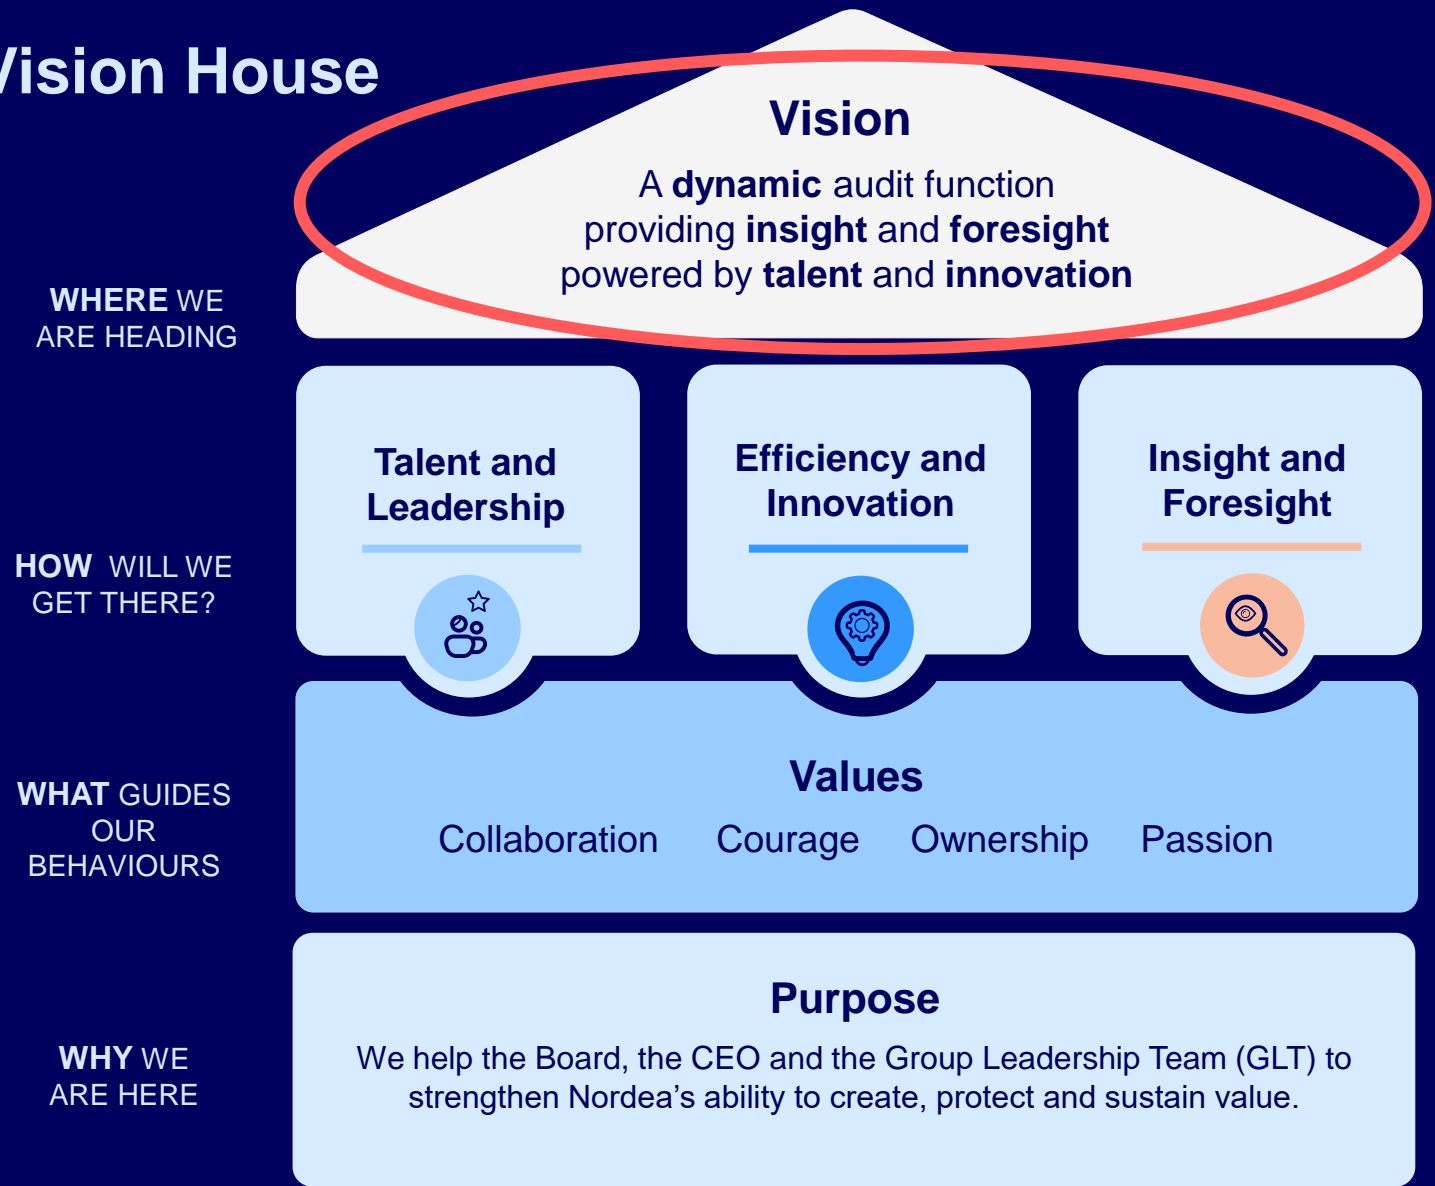 Vision House
Vision
A dynamic audit function
providing insight and foresight
powered by talent and innovation
WHERE WE
ARE HEADING
Talent and
Leadership
Efficiency and
Innovation
Insight and
Foresight
HOW WILL WE
GET THERE?
Values
Collaboration Courage Ownership Passion
WHAT GUIDES
OUR
BEHAVIOURS
Purpose
We help the Board, the CEO and the Group Leadership Team (GLT) to
strengthen Nordea’s ability to create, protect and sustain value.
WHY WE
ARE HERE